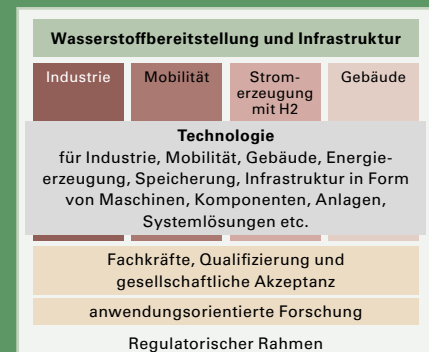 Wasserstoffbereitstellung und Infrastruktur
Industrie
Mobilität
Strom-
erzeugung
mit H2
Gebäude
Technologie
für Industrie, Mobilität, Gebäude, Energie-
erzeugung, Speicherung, Infrastruktur in Form
von Maschinen, Komponenten, Anlagen,
Systemlösungen etc.
Fachkräfte, Qualifizierung und
gesellschaftliche Akzeptanz
anwendungsorientierte Forschung
Regulatorischer Rahmen